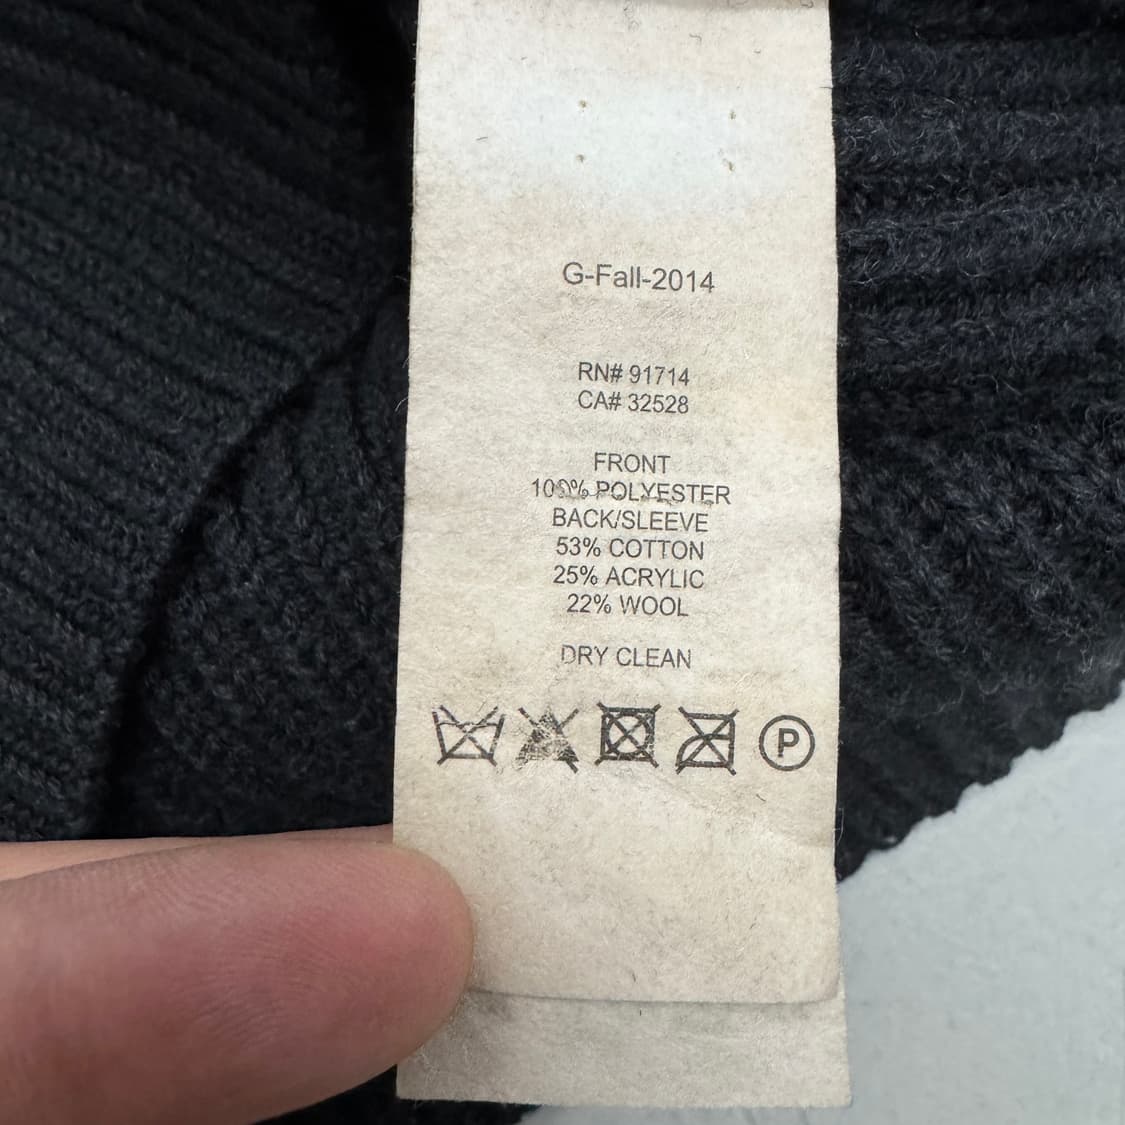 G-Fall-2014
RN# 91714
CA# 32528
FRONT
100% POLYESTER
BACK/SLEEVE
53% COTTON
25% ACRYLIC
22% WOOL
DRY CLEAN
P